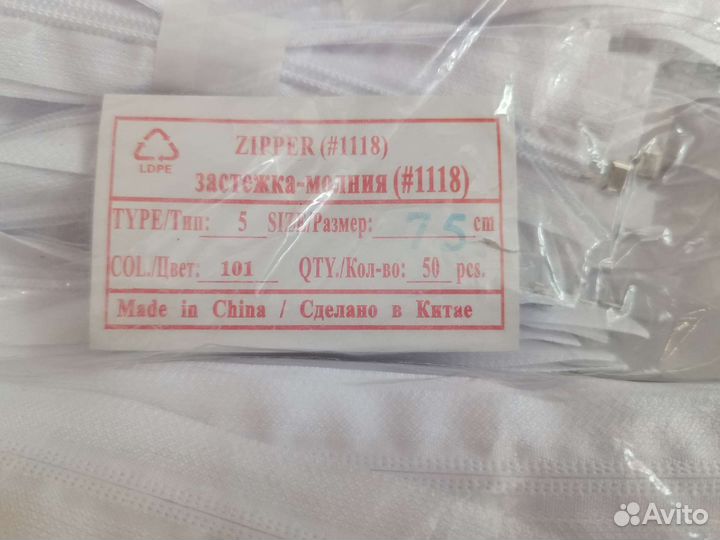 ZIPPER (#1118)
LDPE
застежка-молния (#1118)
TYPE/Тип: 5 SIZE/Размер: 75 cm
COL./Цвет: 101 QTY./Кол-во: 50 pcs.
Made in China / Сделано в Китае
Avito